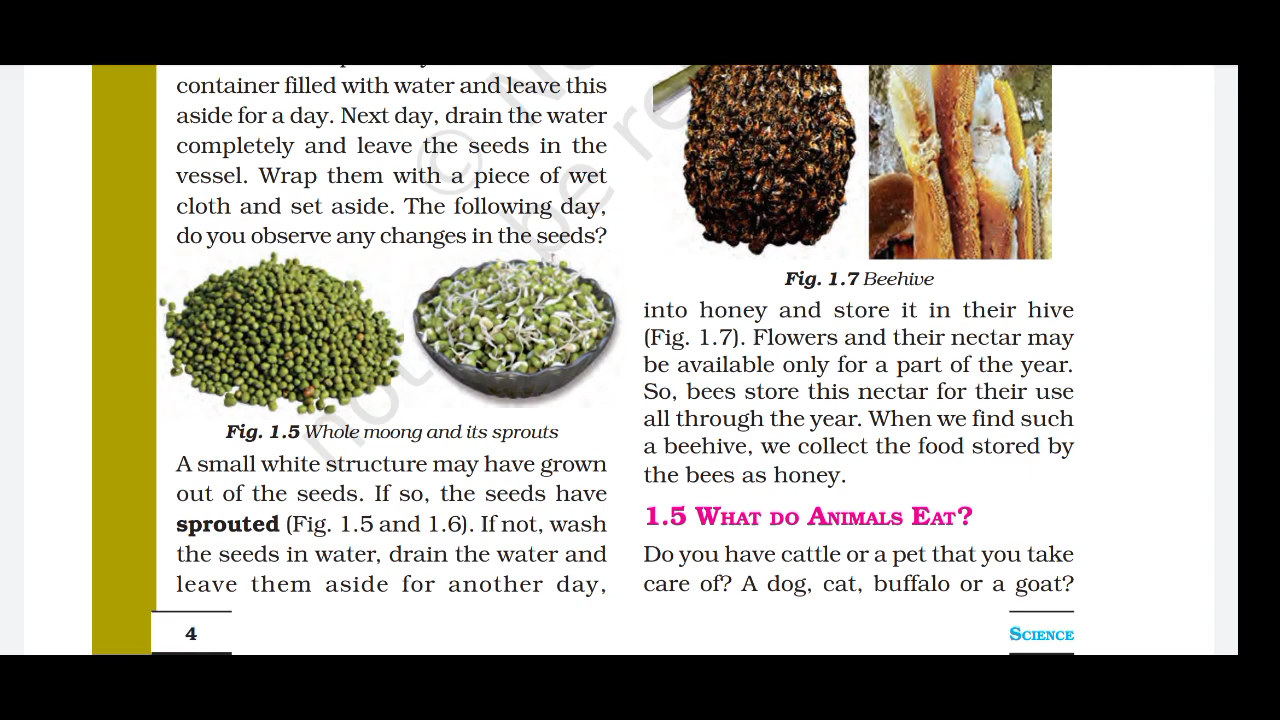 container filled with water and leave this
aside for a day. Next day, drain the water
completely and leave the seeds in the
vessel. Wrap them with a piece of wet
cloth and set aside. The following day,
do you observe any changes in the seeds?
Fig. 1.5 Whole moong and its sprouts
A small white structure may have grown
out of the seeds. If so, the seeds have
sprouted (Fig. 1.5 and 1.6). If not, wash
the seeds in water, drain the water and
leave them aside for another day,
4
Fig. 1.7 Beehive
into honey and store it in their hive
(Fig. 1.7). Flowers and their nectar may
be available only for a part of the year.
So, bees store this nectar for their use
all through the year. When we find such
a beehive, we collect the food stored by
the bees as honey.
1.5 WHAT DO ANIMALS EAT?
Do you have cattle or a pet that you take
care of? A dog, cat, buffalo or a goat?
SCIENCE
©
not be re